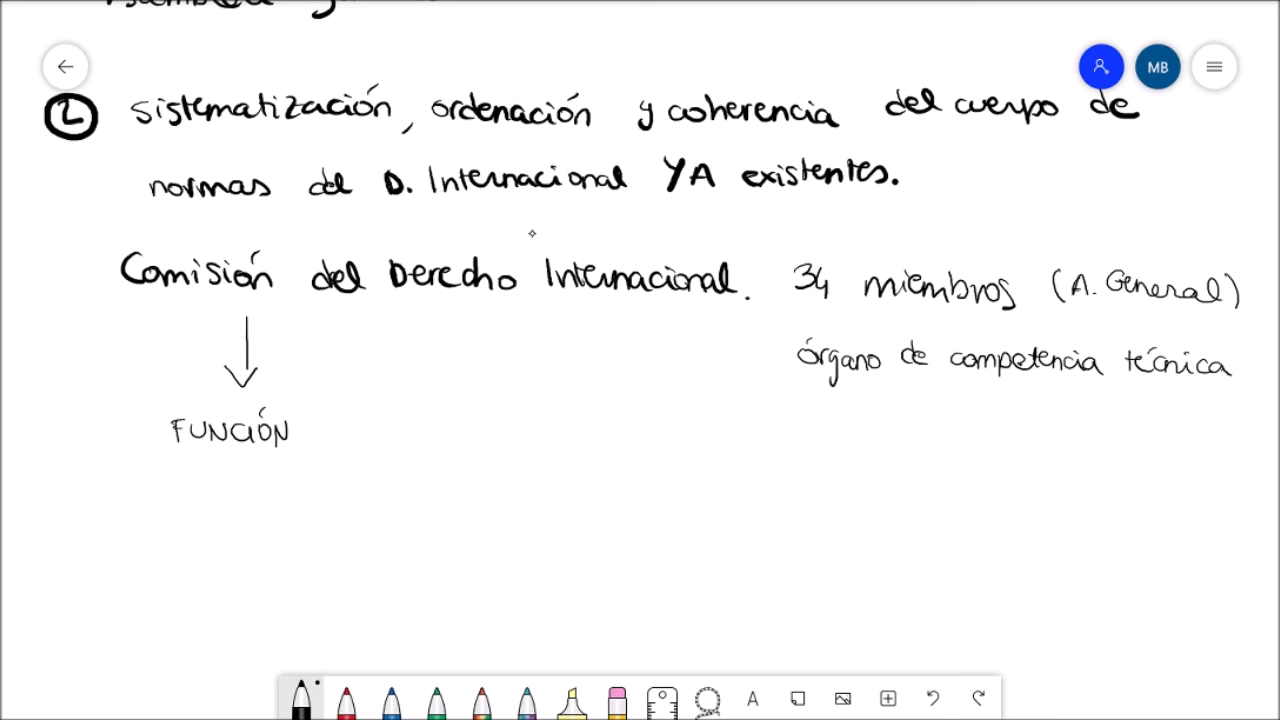 MB
2 sistematización, ordenación y coherencia del cuerpo de
normas del D. Internacional YA existentes.
Comisión del Derecho Internacional. 34 miembros (A. General)
órgano de competencia técnica
FUNCIÓN